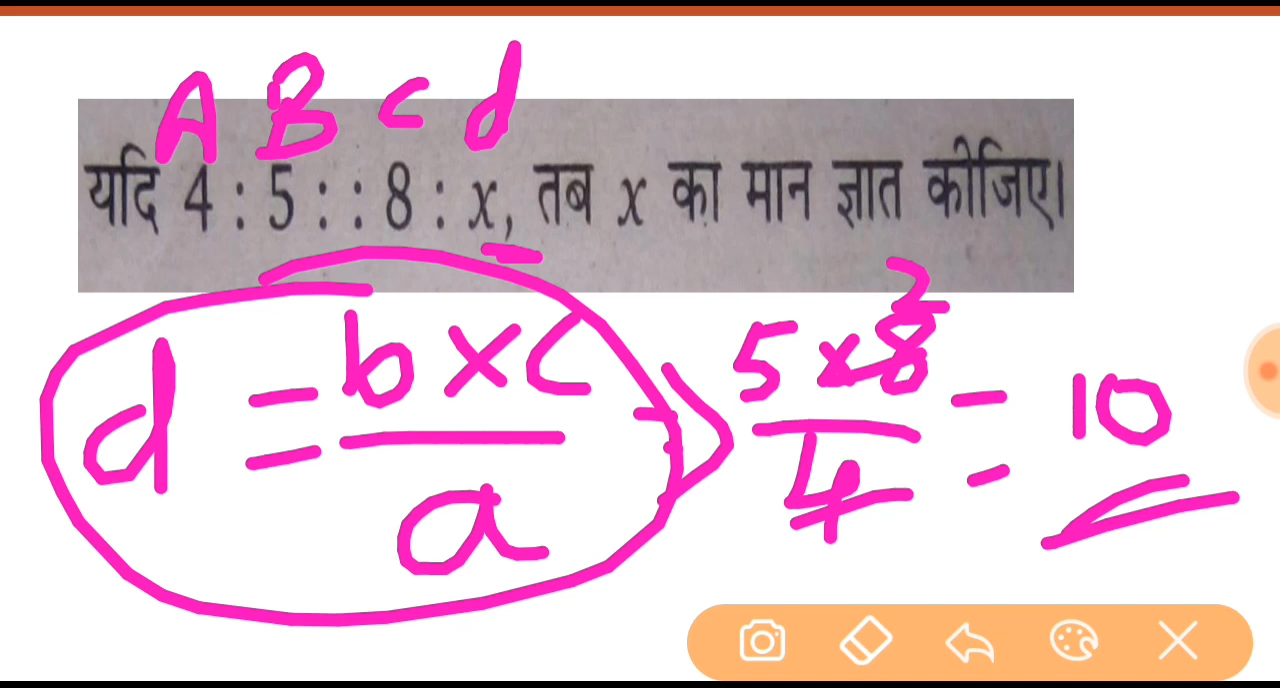 A B c d
यदि 4 : 5 : : 8 : x, तब x का मान ज्ञात कीजिए।
d = b × c / a ⇒ 5 × 8 2 / 4 = 10